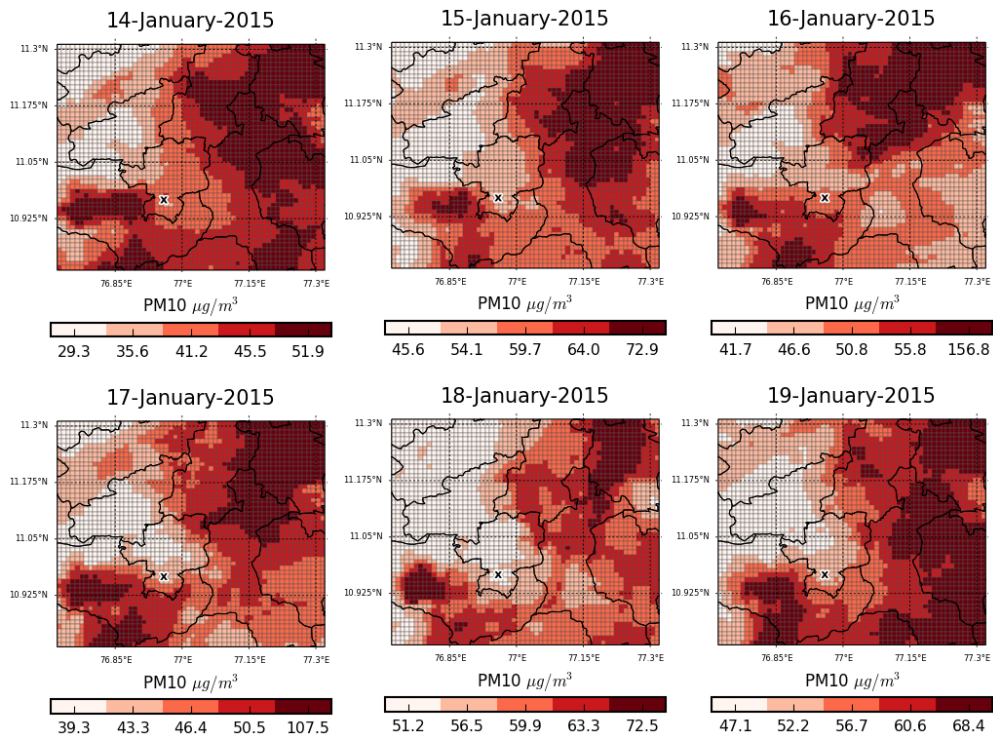 14-January-2015
15-January-2015
16-January-2015
11.3°N
11.3°N
11.3°N
11.175°N
11.175°N
11.175°N
11.05°N
11.05°N
11.05°N
10.925°N
10.925°N
10.925°N
x
x
x
76.85°E 77°E 77.15°E 77.3°E
76.85°E 77°E 77.15°E 77.3°E
76.85°E 77°E 77.15°E 77.3°E
PM10 μg/m³
PM10 μg/m³
PM10 μg/m³
29.3 35.6 41.2 45.5 51.9
45.6 54.1 59.7 64.0 72.9
41.7 46.6 50.8 55.8 156.8
17-January-2015
18-January-2015
19-January-2015
11.3°N
11.3°N
11.3°N
11.175°N
11.175°N
11.175°N
11.05°N
11.05°N
11.05°N
10.925°N
10.925°N
10.925°N
x
x
x
76.85°E 77°E 77.15°E 77.3°E
76.85°E 77°E 77.15°E 77.3°E
76.85°E 77°E 77.15°E 77.3°E
PM10 μg/m³
PM10 μg/m³
PM10 μg/m³
39.3 43.3 46.4 50.5 107.5
51.2 56.5 59.9 63.3 72.5
47.1 52.2 56.7 60.6 68.4